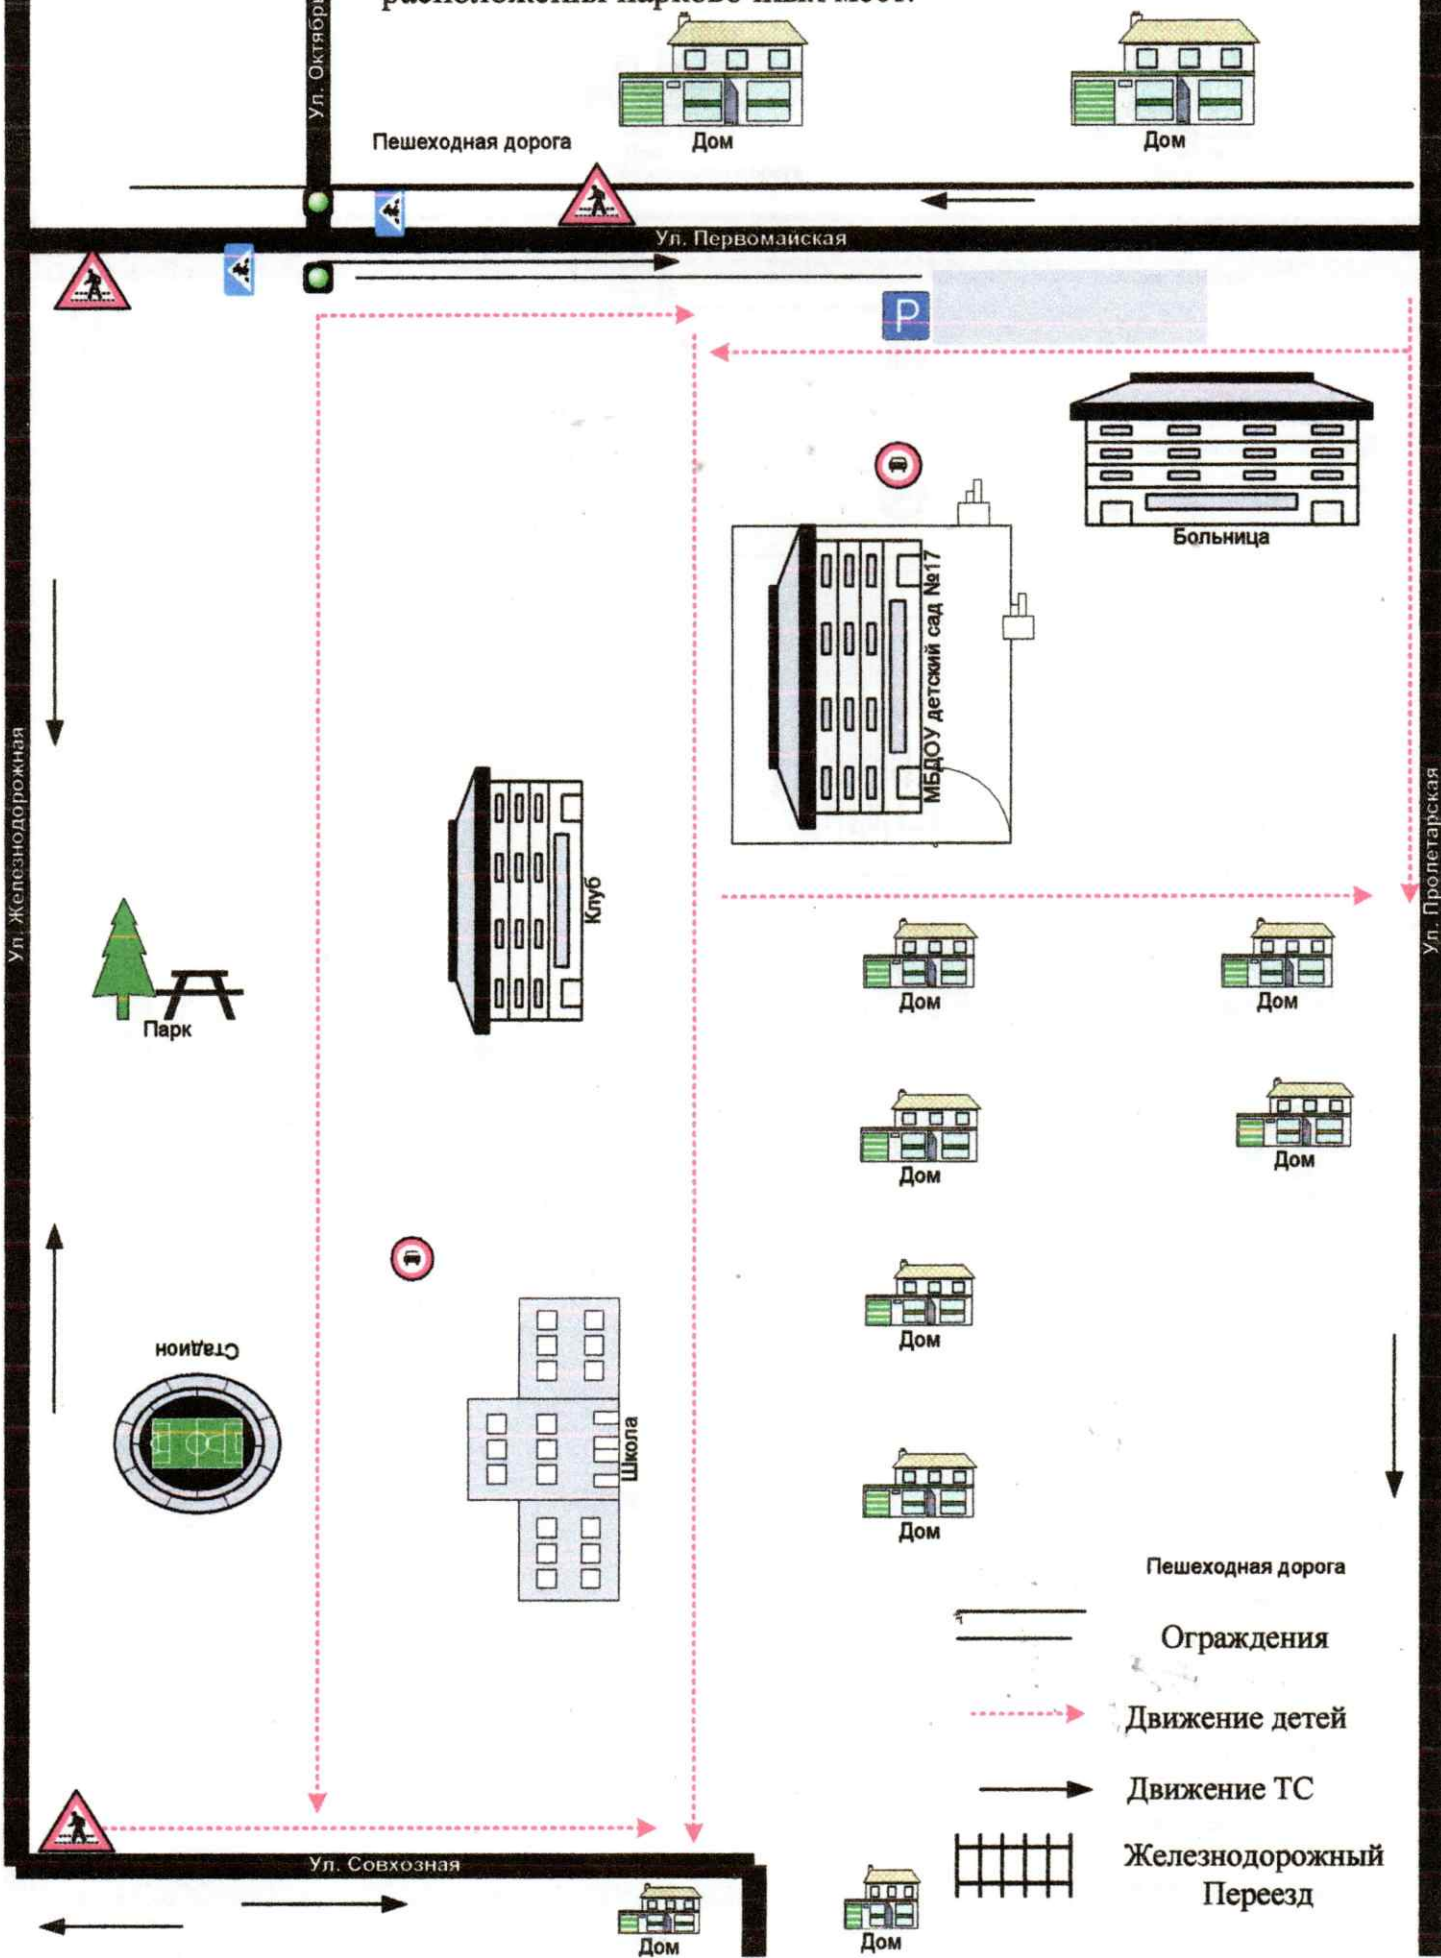 Ул. Октябрь
Дом
Дом
Пешеходная дорога
Ул. Первомайская
P
Больница
МБДОУ детский сад №17
Ул. Железнодорожная
Ул. Пролетарская
Клуб
Парк
Дом
Дом
Дом
Дом
Дом
Стадион
Школа
Дом
Пешеходная дорога
Ограждения
Движение детей
Движение ТС
Железнодорожный
Переезд
Ул. Совхозная
Дом
Дом